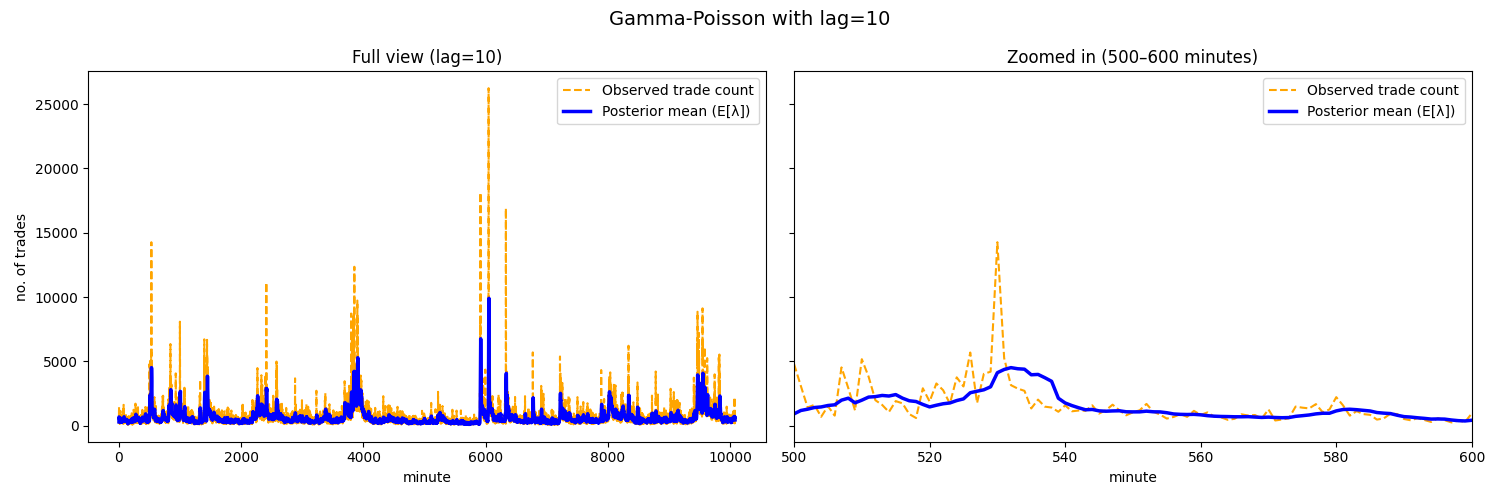 Gamma-Poisson with lag=10
Full view (lag=10)
Observed trade count
Posterior mean (E[λ])
no. of trades
25000
20000
15000
10000
5000
0
0
2000
4000
6000
8000
10000
minute
Zoomed in (500–600 minutes)
Observed trade count
Posterior mean (E[λ])
500
520
540
560
580
600
minute